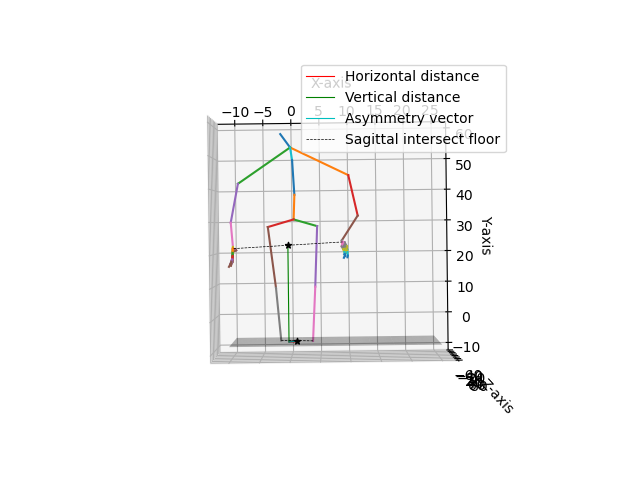 Horizontal distance
Vertical distance
Asymmetry vector
Sagittal intersect floor
X-axis
−10 −5 0 5 10 15 20 25
60
50
40
30
20
10
0
−10
Y-axis
Z-axis